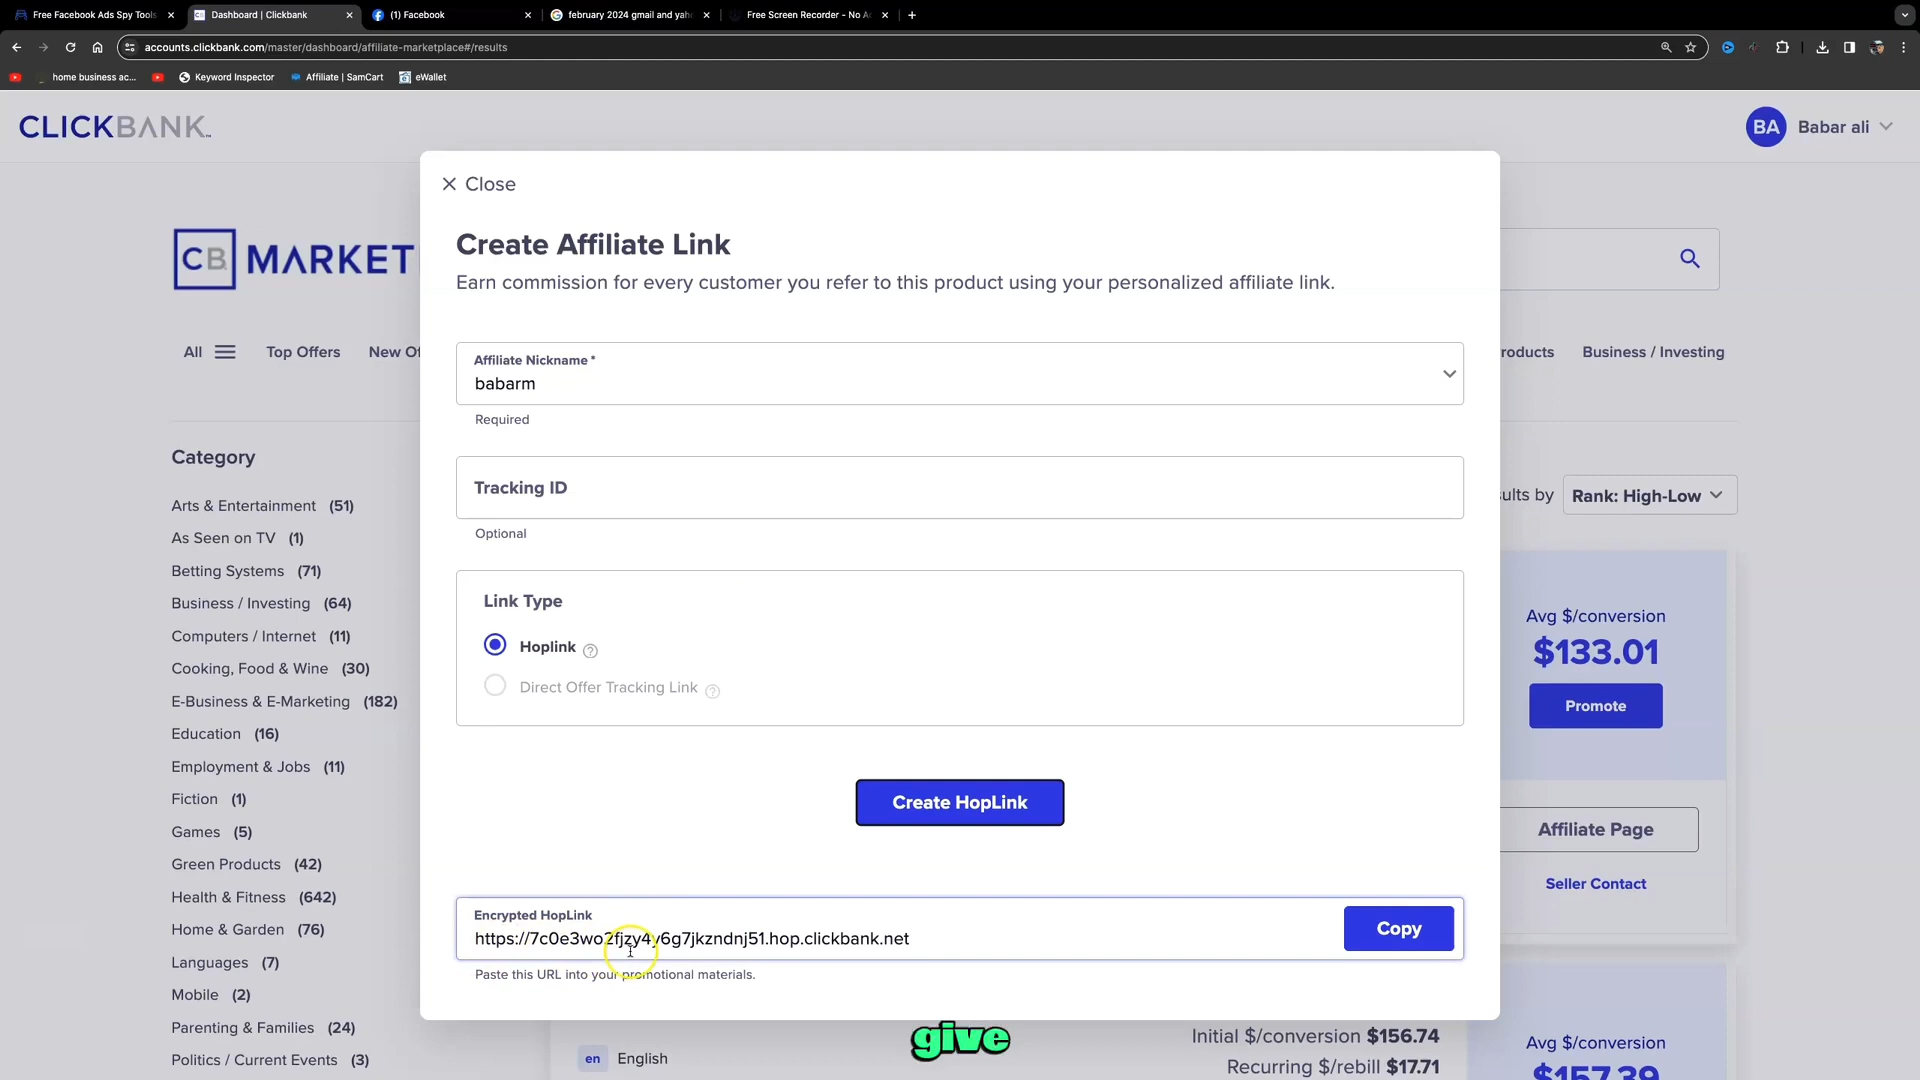 Free Facebook Ads Spy Tools
Dashboard | Clickbank
(1) Facebook
february 2024 gmail and yah
Free Screen Recorder - No A
accounts.clickbank.com/master/dashboard/affiliate-marketplace#/results
home business ac...
Keyword Inspector
Affiliate | SamCart
eWallet
CLICKBANK
BA
Babar ali
Close
CB MARKET
Create Affiliate Link
Earn commission for every customer you refer to this product using your personalized affiliate link.
All
Top Offers
New Of
roducts
Business / Investing
Affiliate Nickname *
babarm
Required
Tracking ID
Optional
Category
Arts & Entertainment (51)
As Seen on TV (1)
Betting Systems (71)
Business / Investing (64)
Computers / Internet (11)
Cooking, Food & Wine (30)
E-Business & E-Marketing (182)
Education (16)
Employment & Jobs (11)
Fiction (1)
Games (5)
Green Products (42)
Health & Fitness (642)
Home & Garden (76)
Languages (7)
Mobile (2)
Parenting & Families (24)
Politics / Current Events (3)
Link Type
Hoplink ?
Direct Offer Tracking Link ?
Create HopLink
Encrypted HopLink
https://7c0e3wo2fjzy4y6g7jkzndnj51.hop.clickbank.net
Copy
Paste this URL into your promotional materials.
sults by
Rank: High-Low
Avg $/conversion
$133.01
Promote
Affiliate Page
Seller Contact
give
en English
Initial $/conversion $156.74
Recurring $/rebill $17.71
Avg $/conversion
$157.39